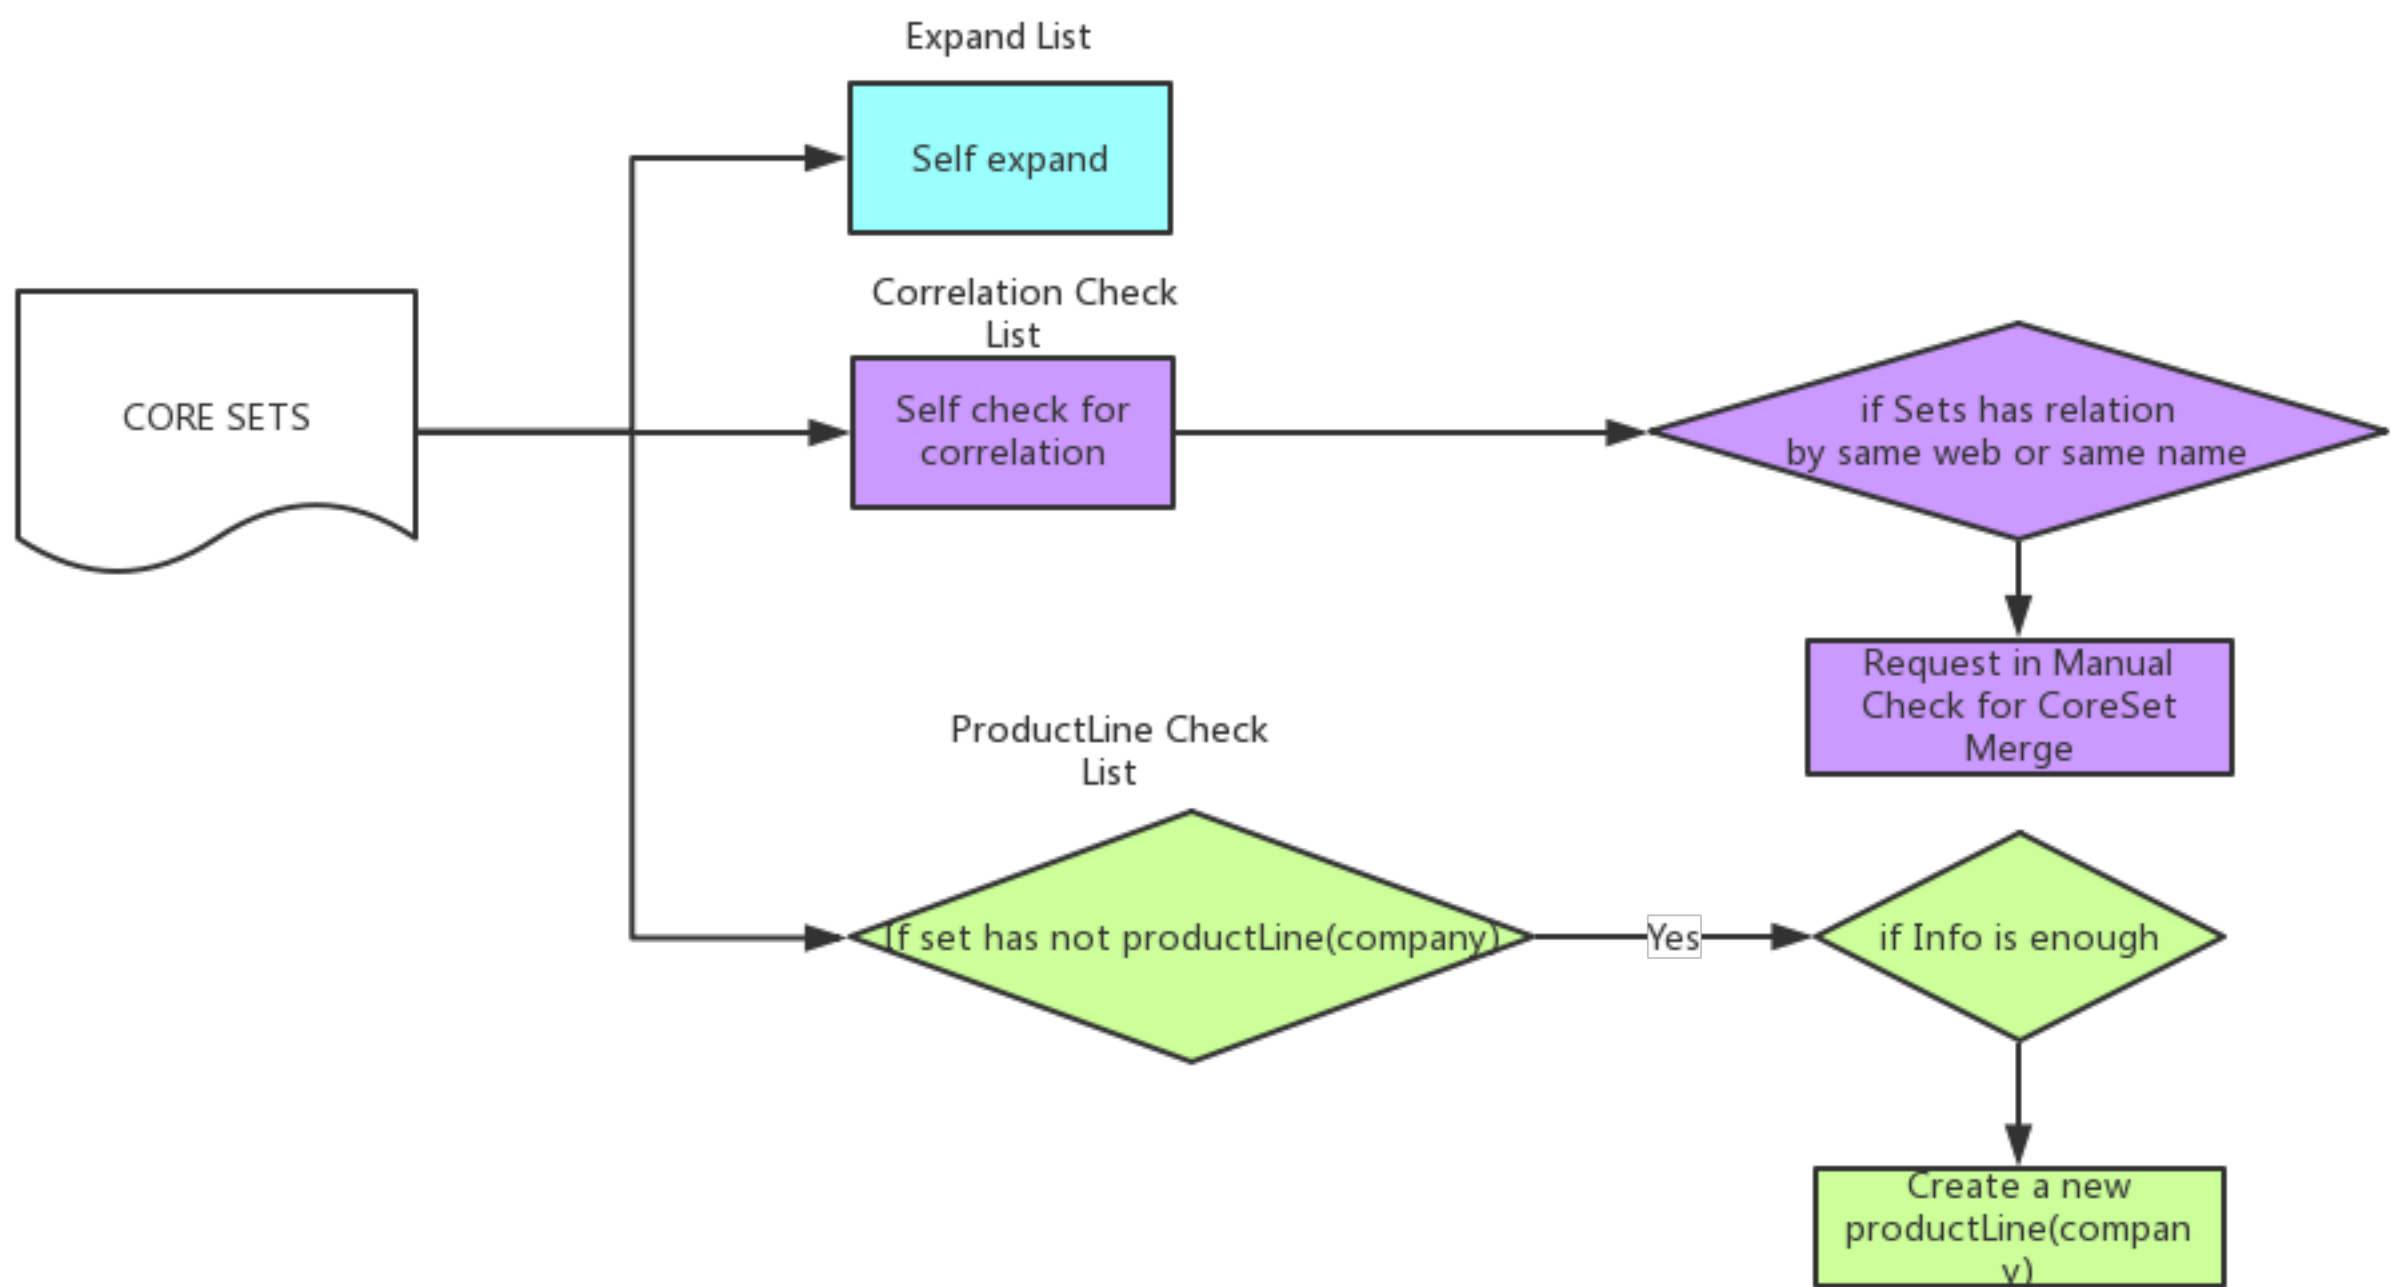 Expand List
Self expand
CORE SETS
Correlation Check
List
Self check for
correlation
if Sets has relation
by same web or same name
Request in Manual
Check for CoreSet
Merge
ProductLine Check
List
If set has not productLine(company)
Yes
if Info is enough
Create a new
productLine(compan
y)